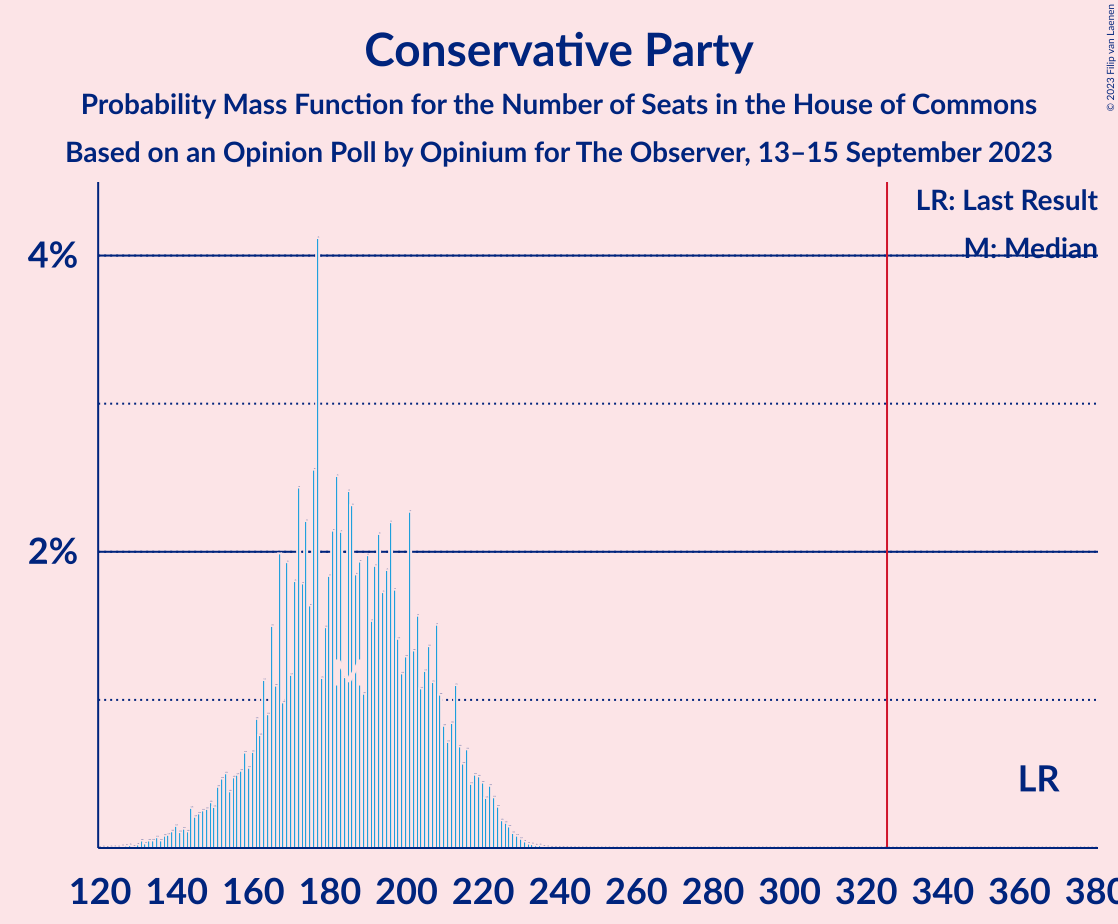 Conservative Party
Probability Mass Function for the Number of Seats in the House of Commons
Based on an Opinion Poll by Opinium for The Observer, 13–15 September 2023
© 2023 Filip van Laenen
LR: Last Result
M: Median
4%
2%
M
LR
120 140 160 180 200 220 240 260 280 300 320 340 360 380